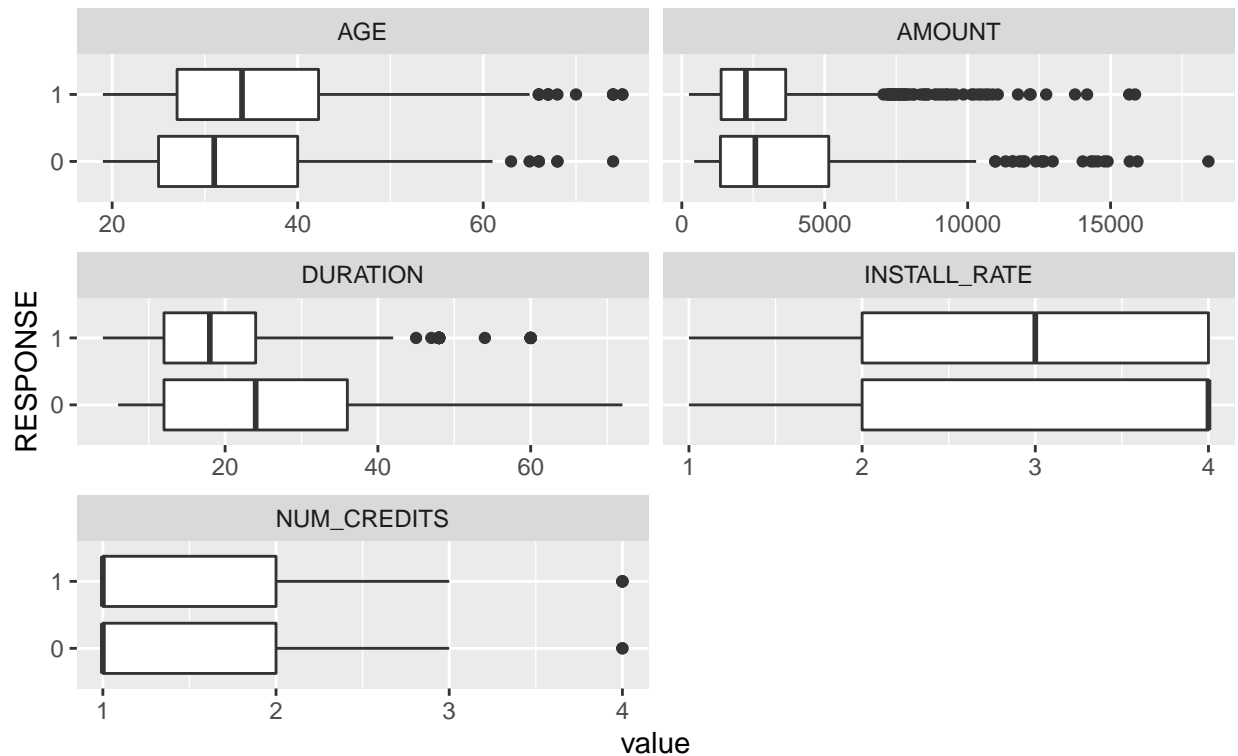 AGE
AMOUNT
1
0
20 40 60
0 5000 10000 15000
DURATION
INSTALL_RATE
1
0
20 40 60
1 2 3 4
NUM_CREDITS
1
0
1 2 3 4
RESPONSE
value